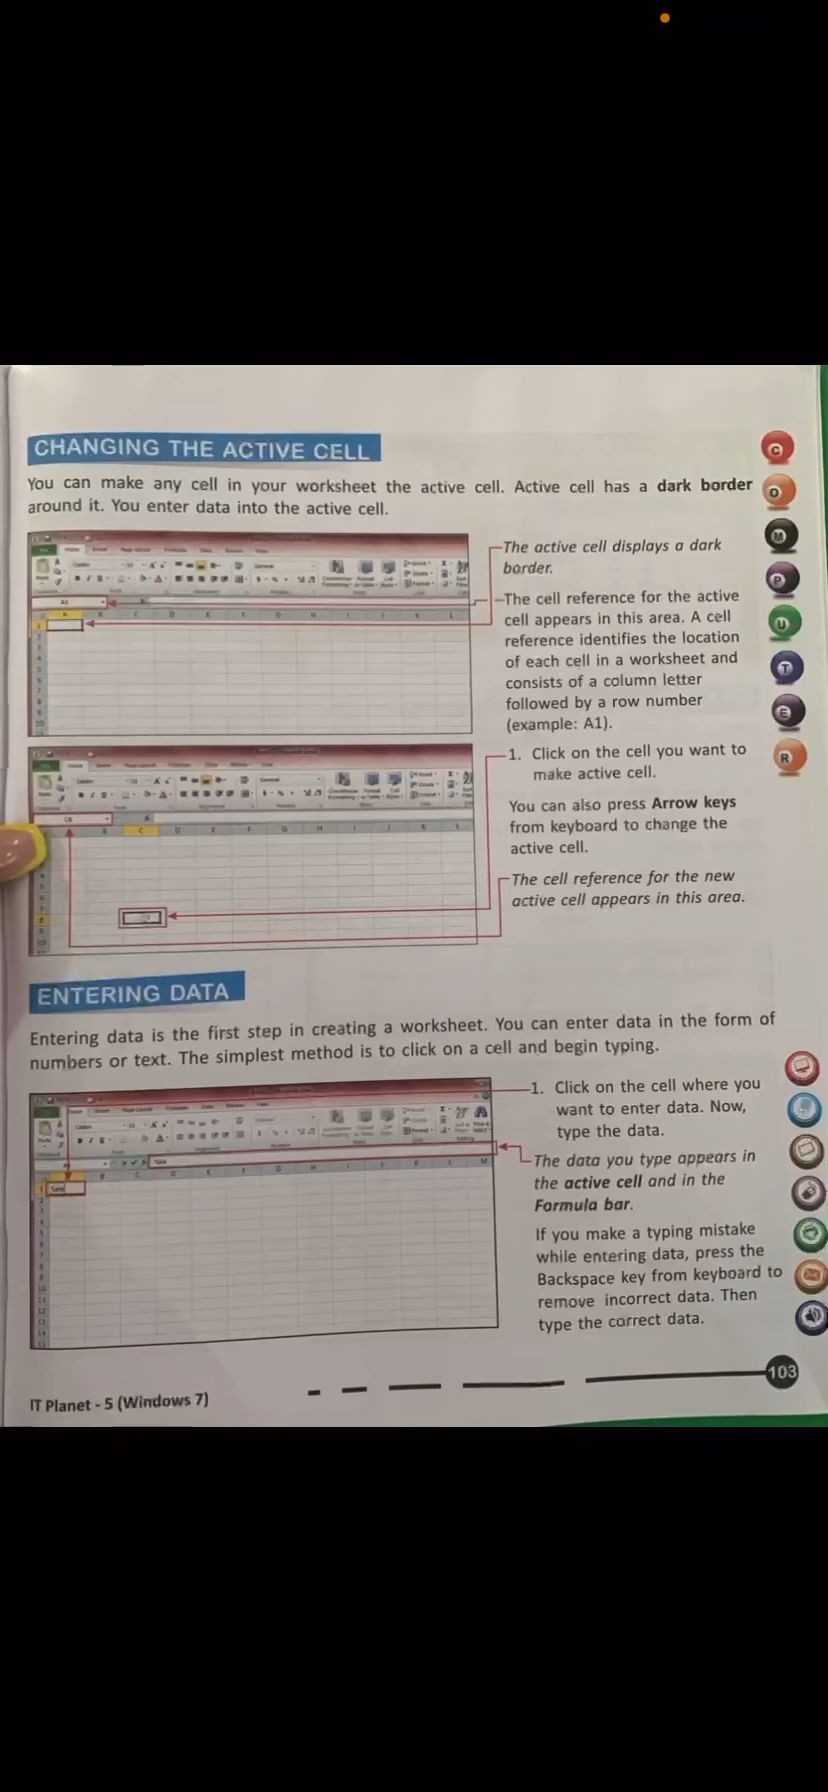 CHANGING THE ACTIVE CELL
You can make any cell in your worksheet the active cell. Active cell has a dark border
around it. You enter data into the active cell.
The active cell displays a dark
border.
The cell reference for the active
cell appears in this area. A cell
reference identifies the location
of each cell in a worksheet and
consists of a column letter
followed by a row number
(example: A1).
1. Click on the cell you want to
make active cell.
You can also press Arrow keys
from keyboard to change the
active cell.
The cell reference for the new
active cell appears in this area.
C
O
M
P
U
T
E
R
ENTERING DATA
Entering data is the first step in creating a worksheet. You can enter data in the form of
numbers or text. The simplest method is to click on a cell and begin typing.
1. Click on the cell where you
want to enter data. Now,
type the data.
The data you type appears in
the active cell and in the
Formula bar.
If you make a typing mistake
while entering data, press the
Backspace key from keyboard to
remove incorrect data. Then
type the correct data.
103
IT Planet - 5 (Windows 7)